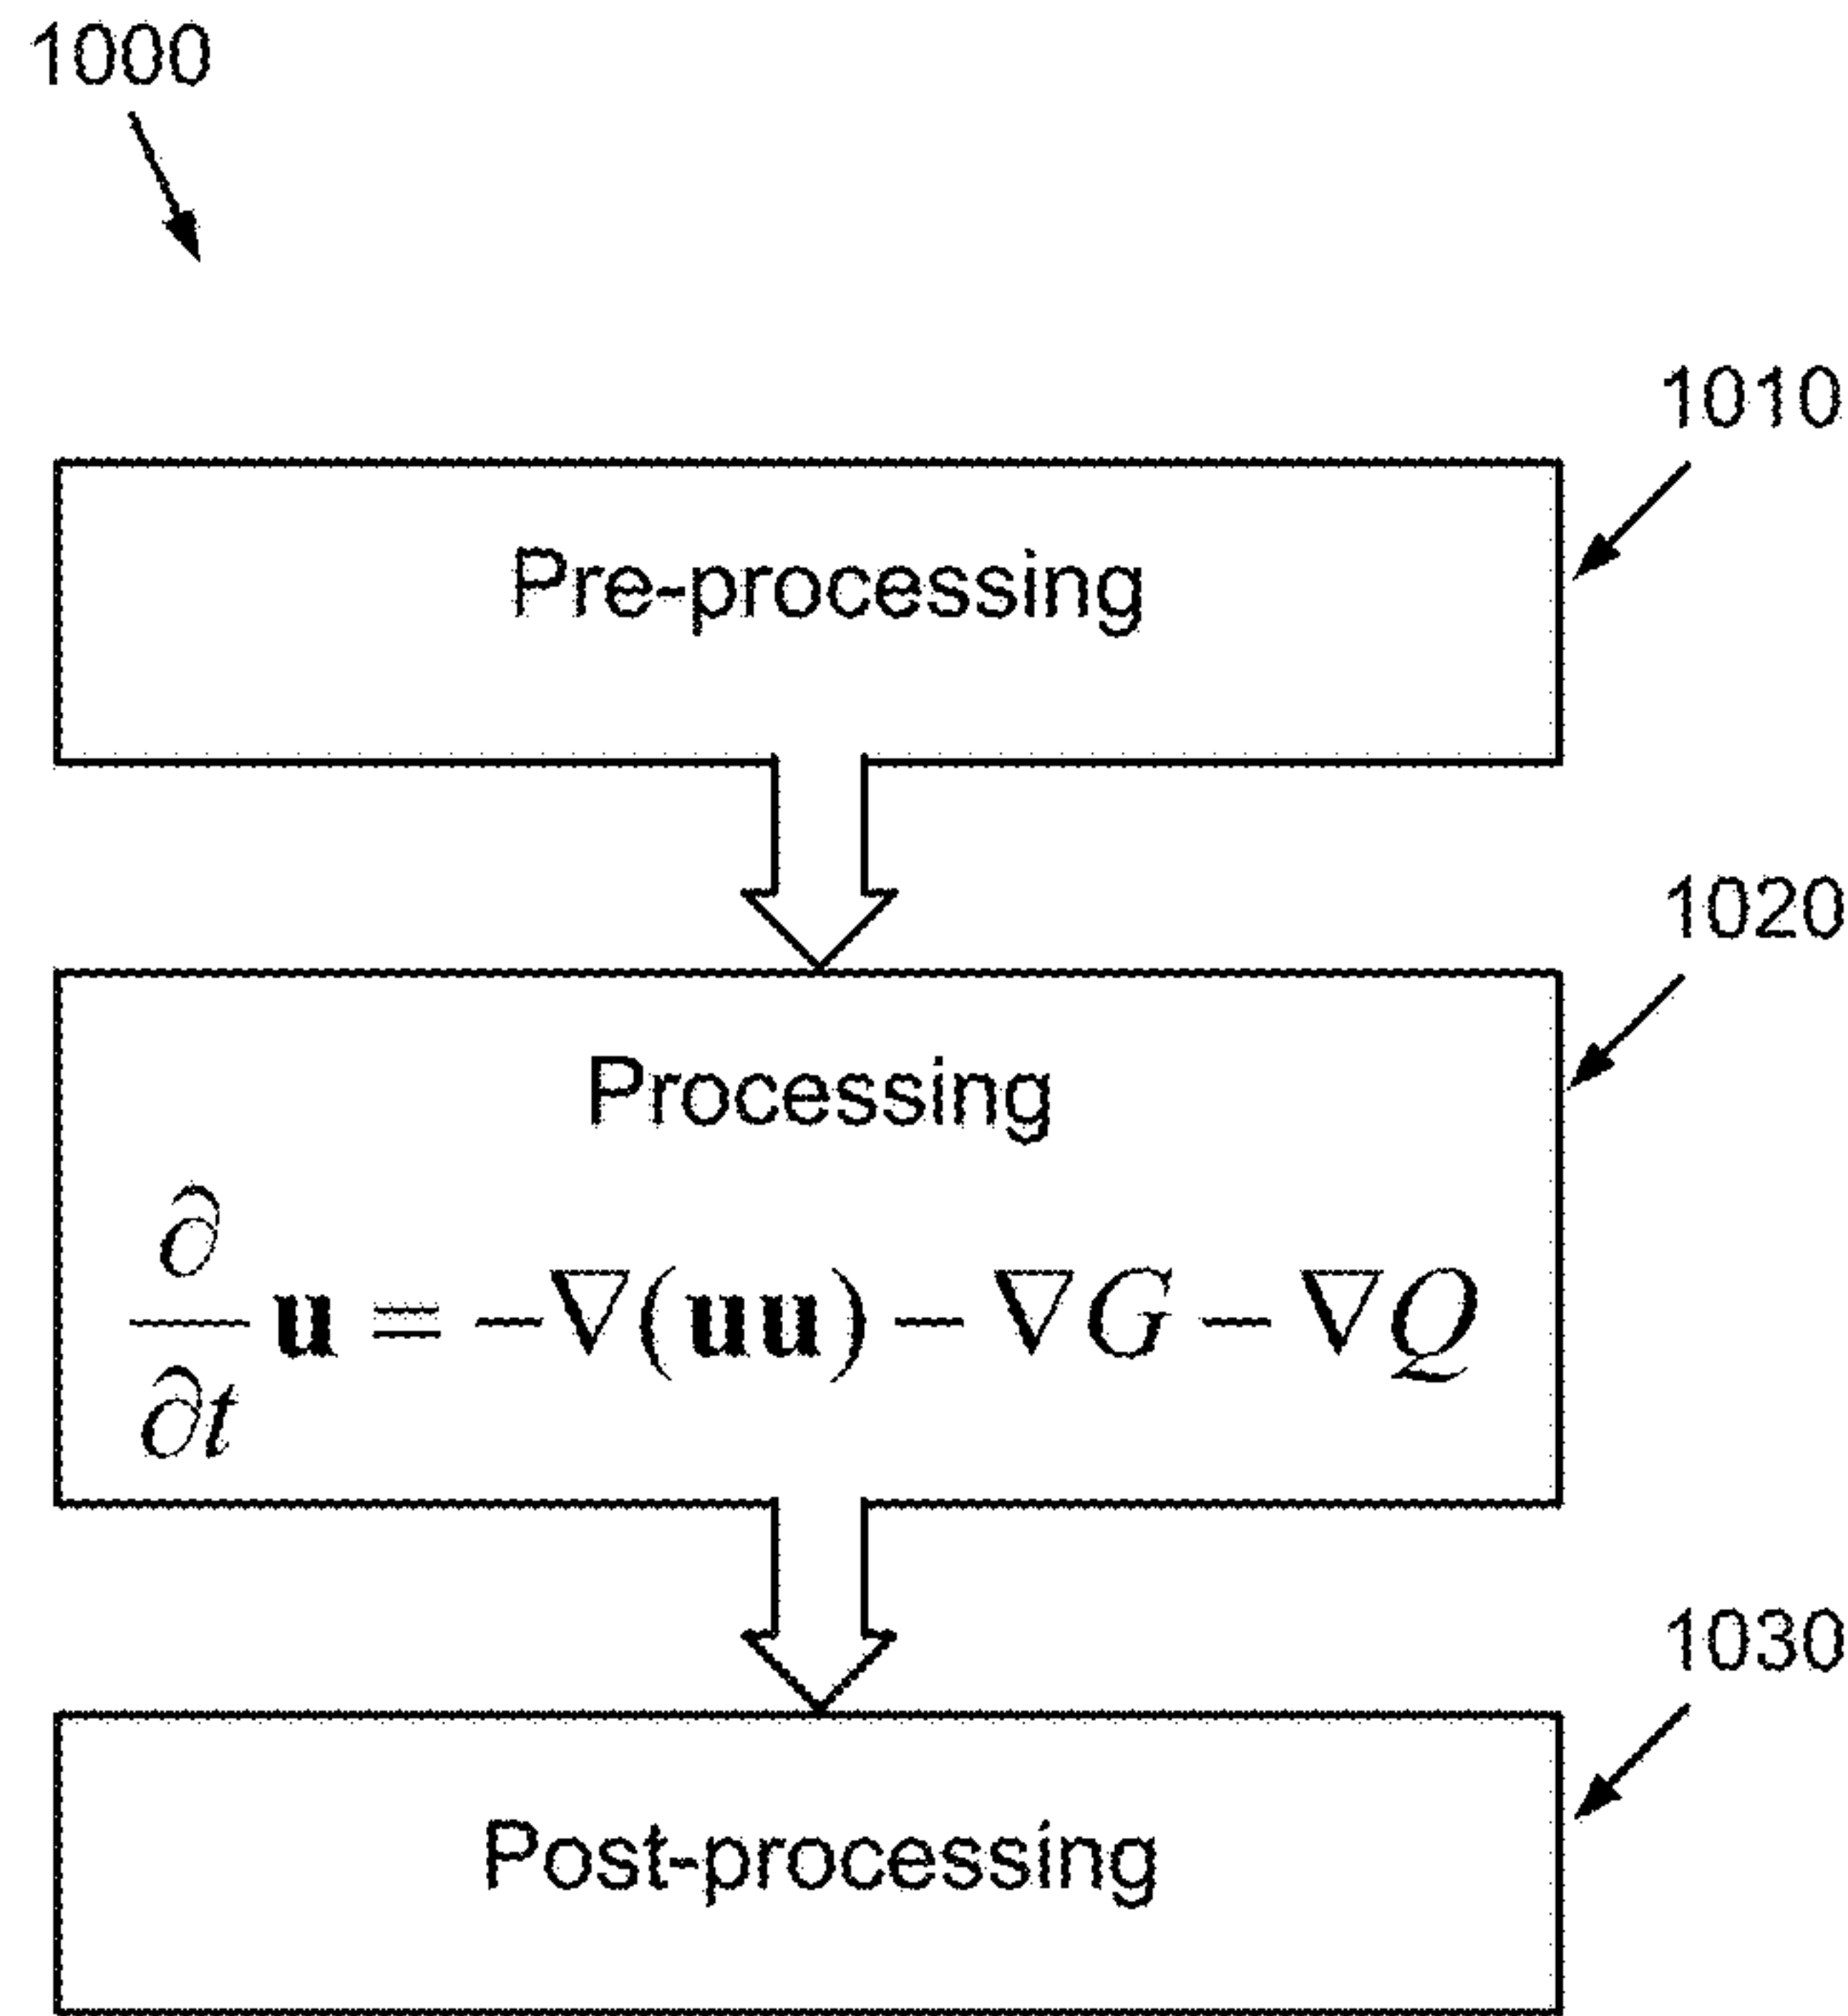 1000
1010
Pre-processing
1020
Processing
∂/∂t 𝐮 = −∇(𝐮𝐮) − ∇G − ∇Q
1030
Post-processing